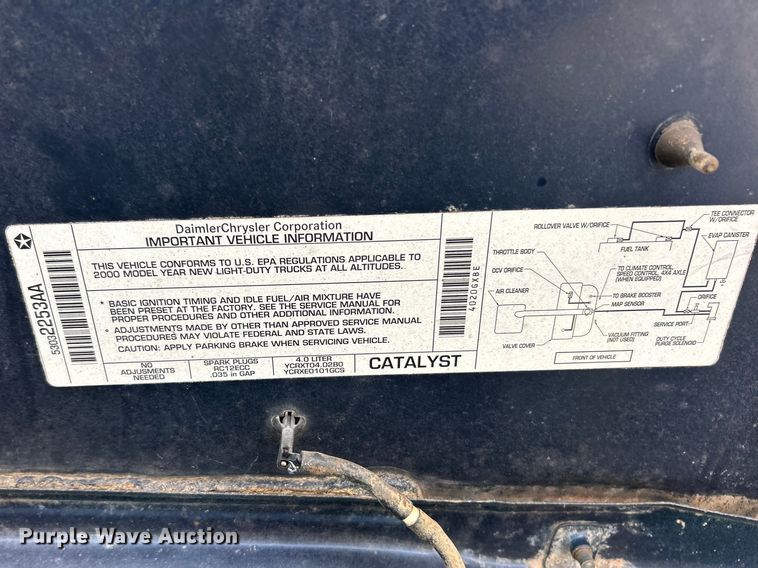 DaimlerChrysler Corporation
IMPORTANT VEHICLE INFORMATION
THIS VEHICLE CONFORMS TO U.S. EPA REGULATIONS APPLICABLE TO
2000 MODEL YEAR NEW LIGHT-DUTY TRUCKS AT ALL ALTITUDES.
* BASIC IGNITION TIMING AND IDLE FUEL/AIR MIXTURE HAVE
BEEN PRESET AT THE FACTORY. SEE THE SERVICE MANUAL FOR
PROPER PROCEDURES AND OTHER ADDITIONAL INFORMATION.
* ADJUSTMENTS MADE BY OTHER THAN APPROVED SERVICE MANUAL
PROCEDURES MAY VIOLATE FEDERAL AND STATE LAWS.
CAUTION: APPLY PARKING BRAKE WHEN SERVICING VEHICLE.
NO
ADJUSTMENTS
NEEDED
SPARK PLUGS
RC12ECC
.035 in GAP
4.0 LITER
YCRXT04.02B0
YCRXE0101GCS
CATALYST
53032253AA
ROLLOVER VALVE W/ORIFICE
FUEL TANK
TEE CONNECTOR
W/ORIFICE
EVAP CANISTER
THROTTLE BODY
CCV ORIFICE
AIR CLEANER
TO CLIMATE CONTROL,
SPEED CONTROL, 4X4 AXLE
(WHEN EQUIPPED)
TO BRAKE BOOSTER
MAP SENSOR
ORIFICE
SERVICE PORT
VACUUM FITTING
(NOT USED)
DUTY CYCLE
PURGE SOLENOID
VALVE COVER
FRONT OF VEHICLE
Purple Wave Auction